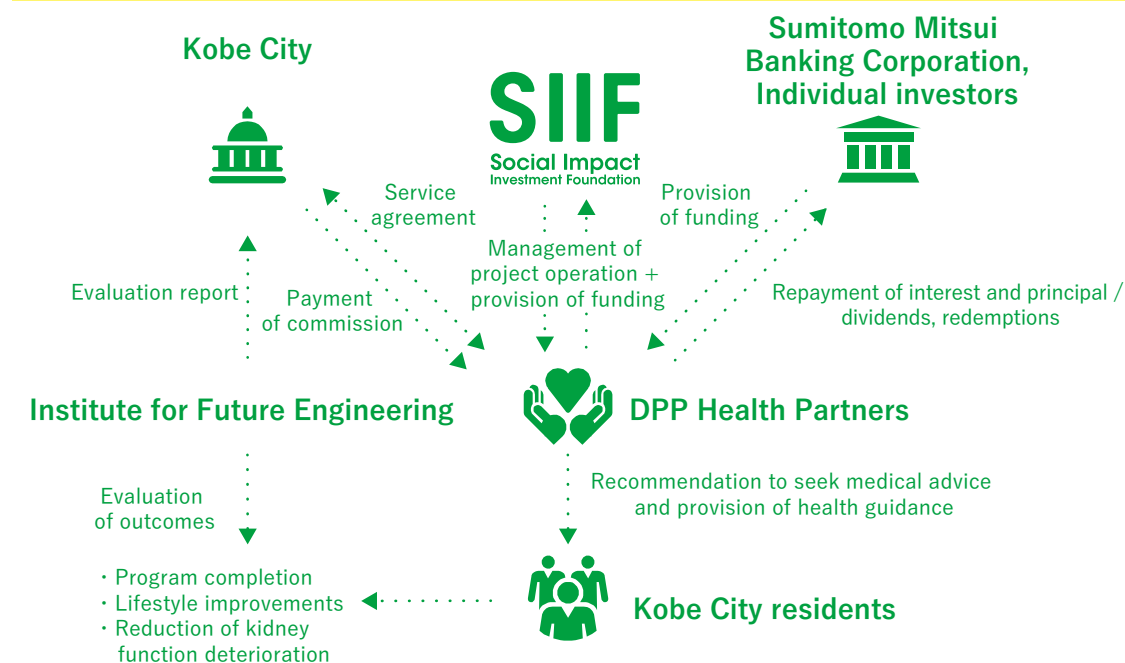 Kobe City
Sumitomo Mitsui
Banking Corporation,
Individual investors
SIIF
Social Impact
Investment Foundation
Service
agreement
Provision
of funding
Management of
project operation +
provision of funding
Evaluation report
Payment
of commission
Repayment of interest and principal /
dividends, redemptions
Institute for Future Engineering
DPP Health Partners
Recommendation to seek medical advice
and provision of health guidance
Evaluation
of outcomes
・Program completion
・Lifestyle improvements
・Reduction of kidney
function deterioration
Kobe City residents